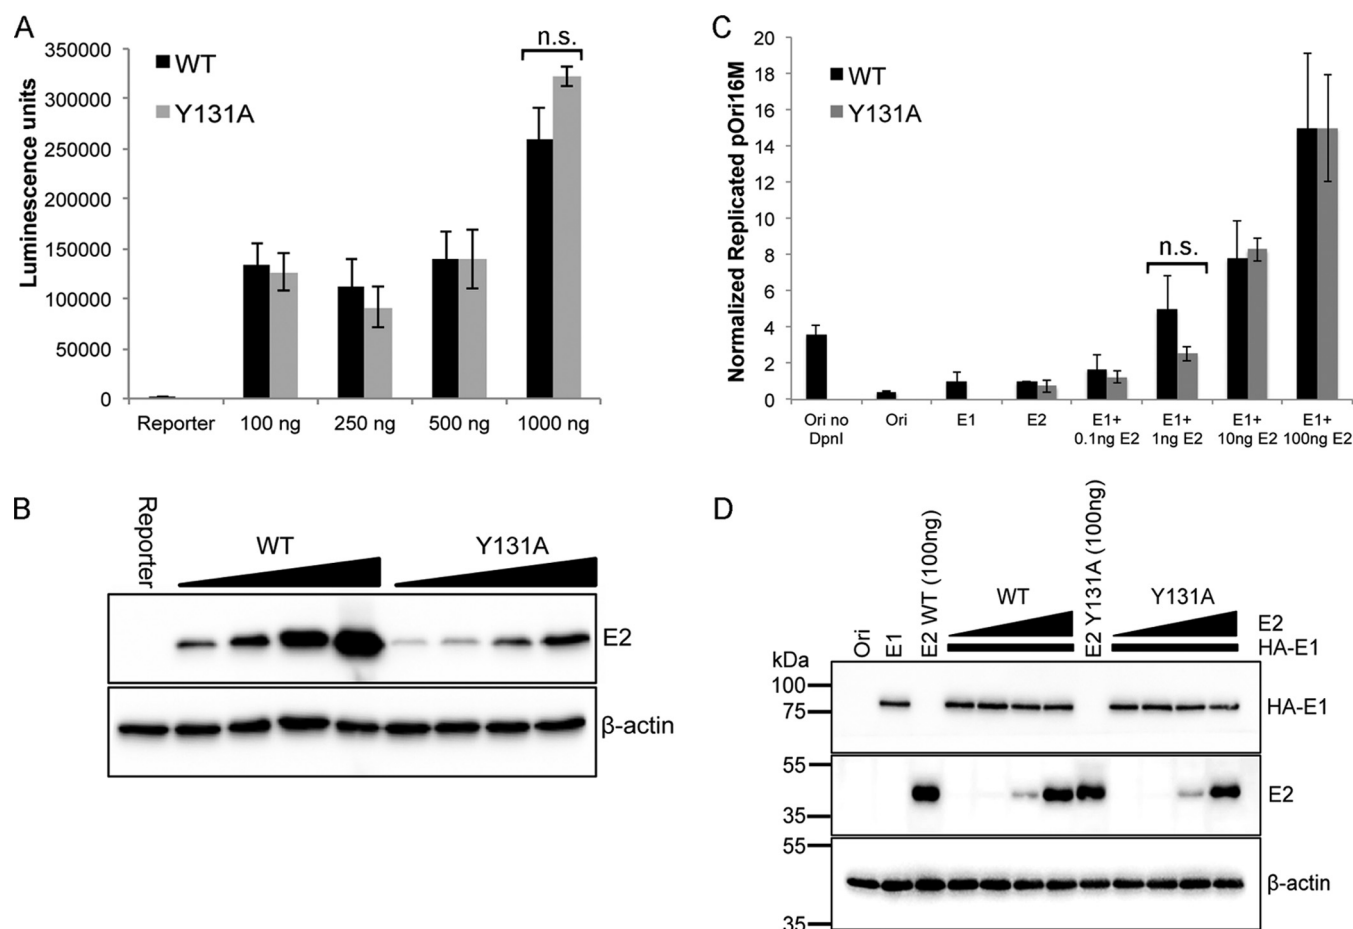 A
Luminescence units
350000
300000
250000
200000
150000
100000
50000
0
WT
Y131A
n.s.
Reporter 100 ng 250 ng 500 ng 1000 ng
C
Normalized Replicated pOri16M
20
18
16
14
12
10
8
6
4
2
0
WT
Y131A
n.s.
Ori no E1 E2 E1+ E1+ E1+ E1+
DpnI Ori 0.1ng E2 1ng E2 10ng E2 100ng E2
B
Reporter
WT Y131A
E2
β-actin
D
Ori
E1
E2 WT (100ng)
WT
E2 Y131A (100ng)
Y131A
E2
HA-E1
kDa
100
75
HA-E1
55
35
E2
55
35
β-actin